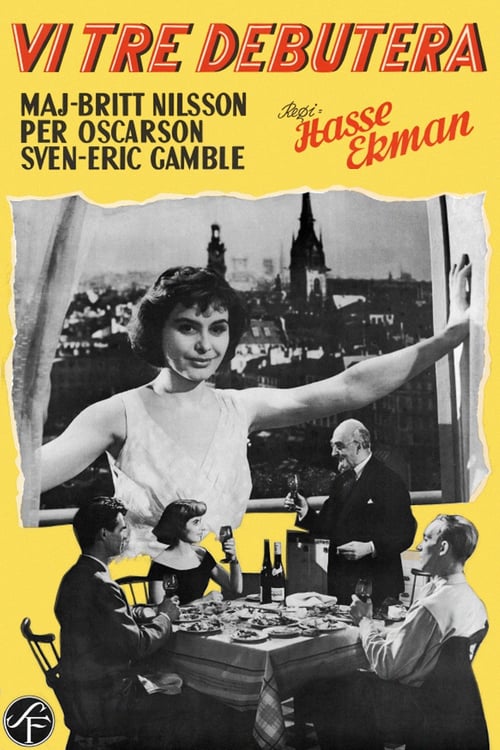 VI TRE DEBUTERA
MAJ-BRITT NILSSON
PER OSCARSON
SVEN-ERIC GAMBLE
Regi=
Hasse
Ekman
SF